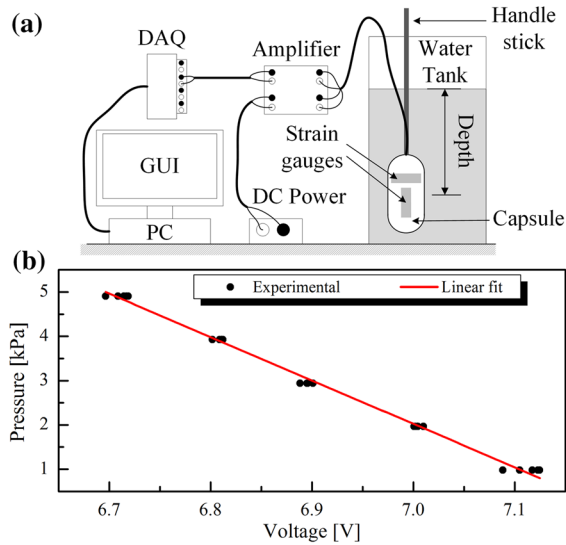 (a)
DAQ
Amplifier
Handle
stick
Water
Tank
Depth
Strain
gauges
GUI
DC Power
PC
Capsule
(b)
Experimental
Linear fit
Pressure [kPa]
5
4
3
2
1
6.7 6.8 6.9 7.0 7.1
Voltage [V]